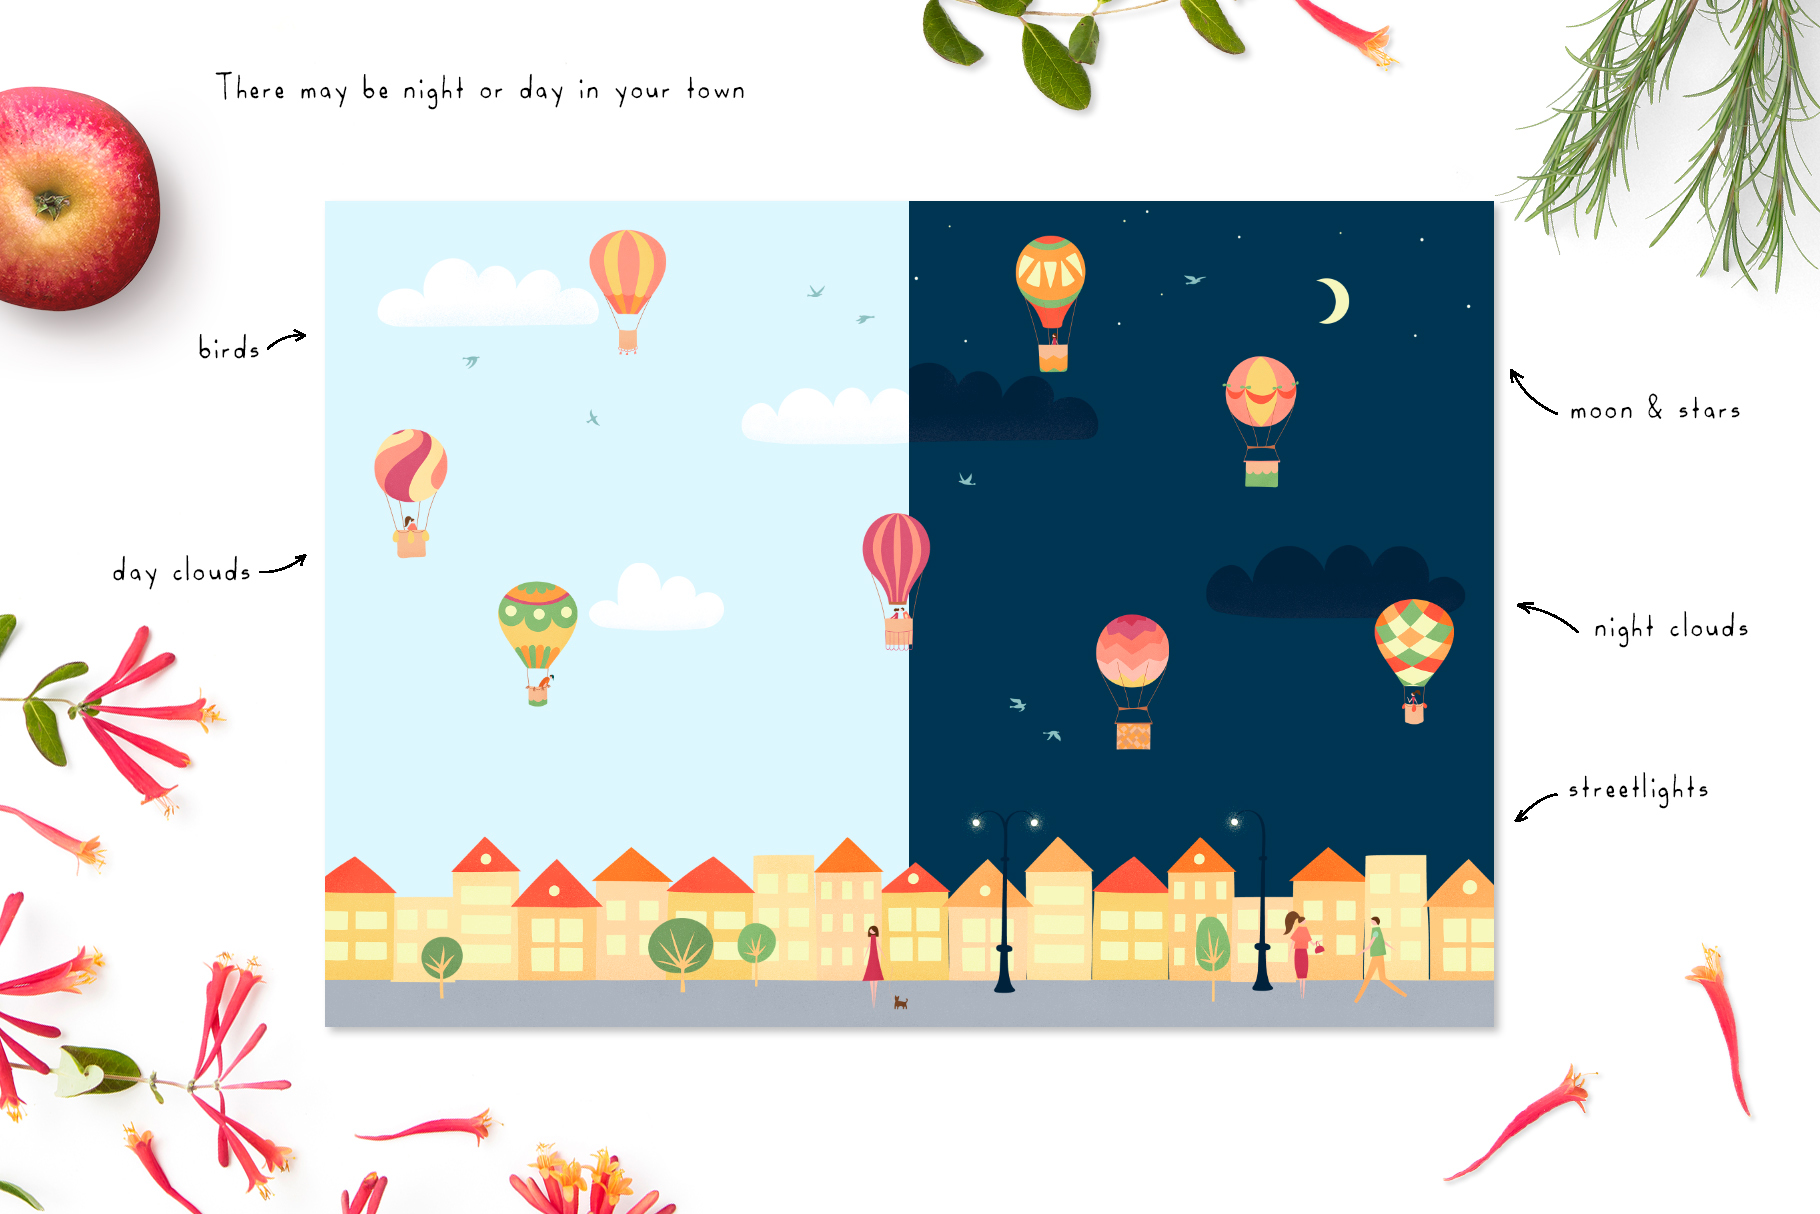 There may be night or day in your town
birds
moon & stars
day clouds
night clouds
streetlights